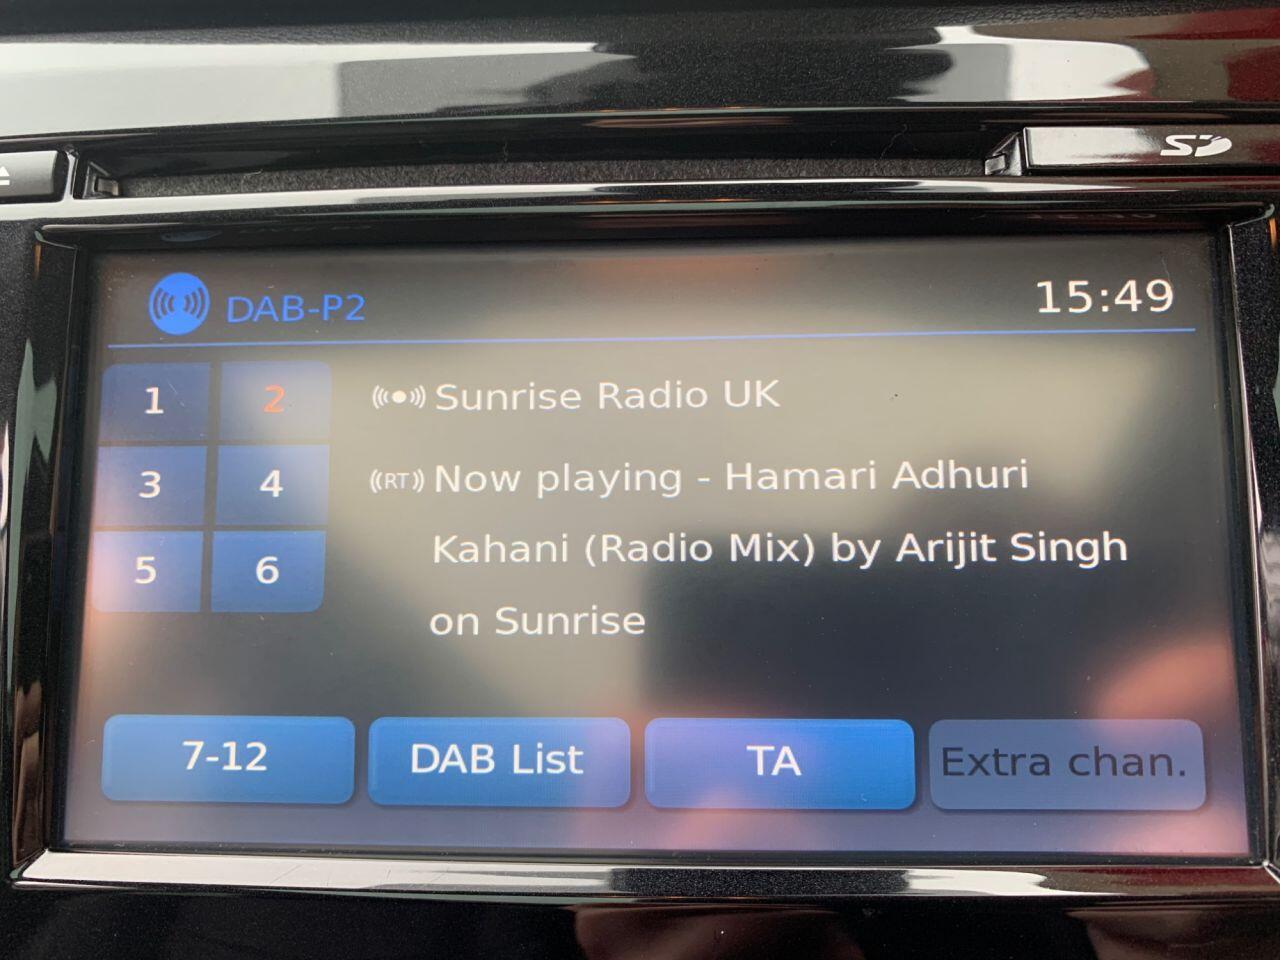 SD
DAB-P2
15:49
1 2
3 4
5 6
Sunrise Radio UK
RT Now playing - Hamari Adhuri
Kahani (Radio Mix) by Arijit Singh
on Sunrise
7-12
DAB List
TA
Extra chan.